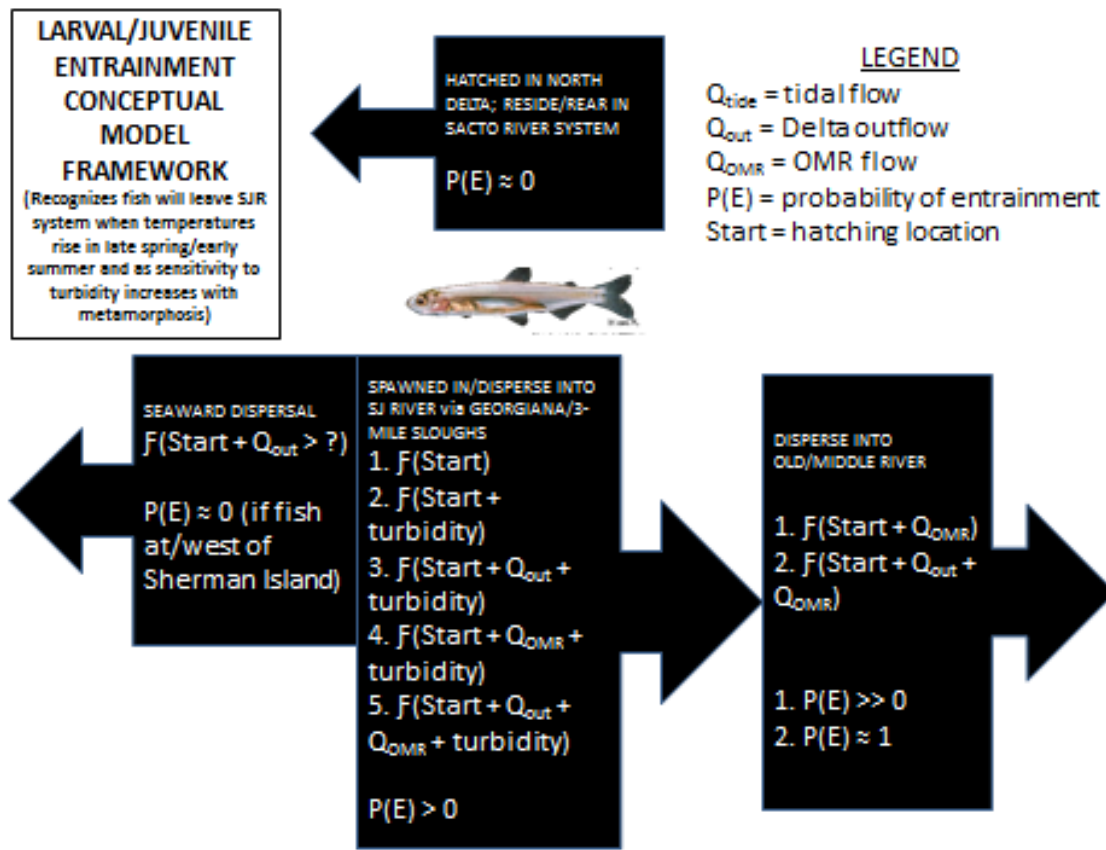 LARVAL/JUVENILE
ENTRAINMENT
CONCEPTUAL
MODEL
FRAMEWORK
(Recognizes fish will leave SJR
system when temperatures
rise in late spring/early
summer and as sensitivity to
turbidity increases with
metamorphosis)
HATCHED IN NORTH
DELTA; RESIDE/REAR IN
SACTO RIVER SYSTEM
P(E) ≈ 0
LEGEND
Qtide = tidal flow
Qout = Delta outflow
QOMR = OMR flow
P(E) = probability of entrainment
Start = hatching location
SEAWARD DISPERSAL
Ƒ(Start + Qout > ?)
P(E) ≈ 0 (if fish
at/west of
Sherman Island)
SPAWNED IN/DISPERSE INTO
SJ RIVER via GEORGIANA/3-
MILE SLOUGHS
1. Ƒ(Start)
2. Ƒ(Start +
turbidity)
3. Ƒ(Start + Qout +
turbidity)
4. Ƒ(Start + QOMR +
turbidity)
5. Ƒ(Start + Qout +
QOMR + turbidity)
P(E) > 0
DISPERSE INTO
OLD/MIDDLE RIVER
1. Ƒ(Start + QOMR)
2. Ƒ(Start + Qout +
QOMR)
1. P(E) >> 0
2. P(E) ≈ 1